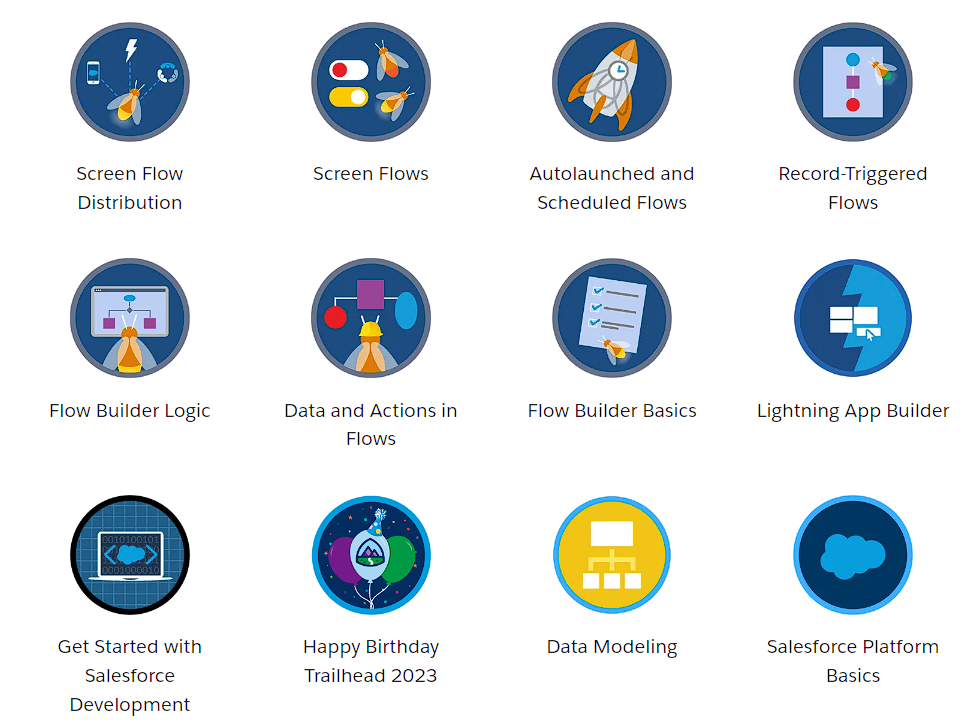 Screen Flow
Distribution
Screen Flows
Autolaunched and
Scheduled Flows
Record-Triggered
Flows
Flow Builder Logic
Data and Actions in
Flows
Flow Builder Basics
Lightning App Builder
0010100101
0001000010
Get Started with
Salesforce
Development
Happy Birthday
Trailhead 2023
Data Modeling
Salesforce Platform
Basics